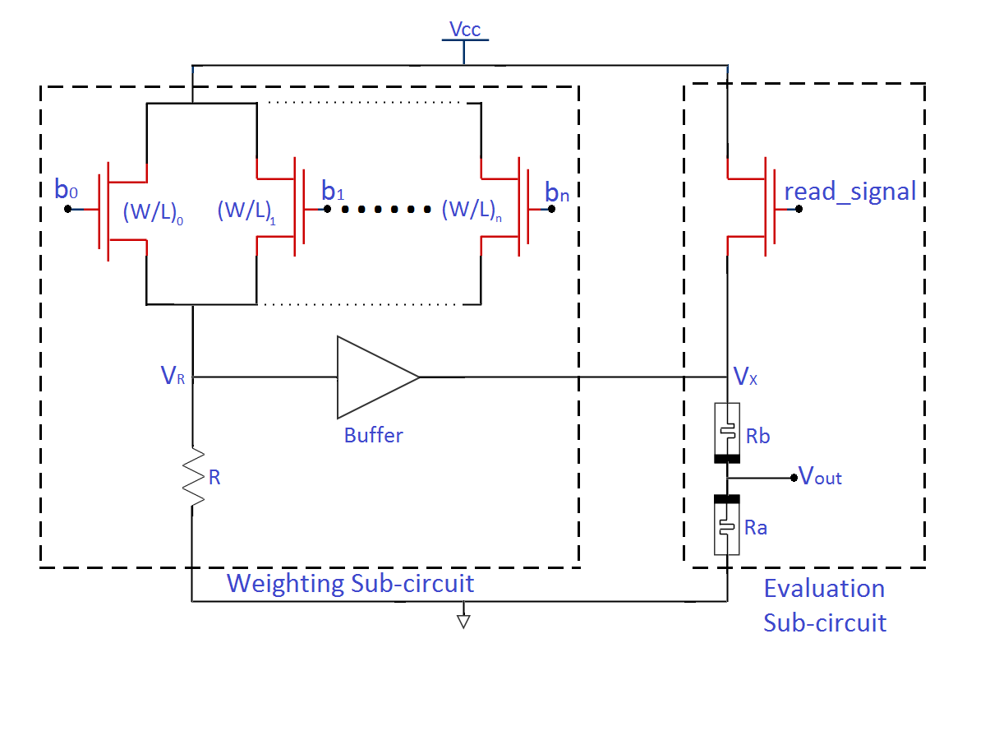 Vcc
b0
(W/L)0
(W/L)1
b1
(W/L)n
bn
read_signal
VR
Buffer
VX
Rb
R
Vout
Ra
Weighting Sub-circuit
Evaluation
Sub-circuit